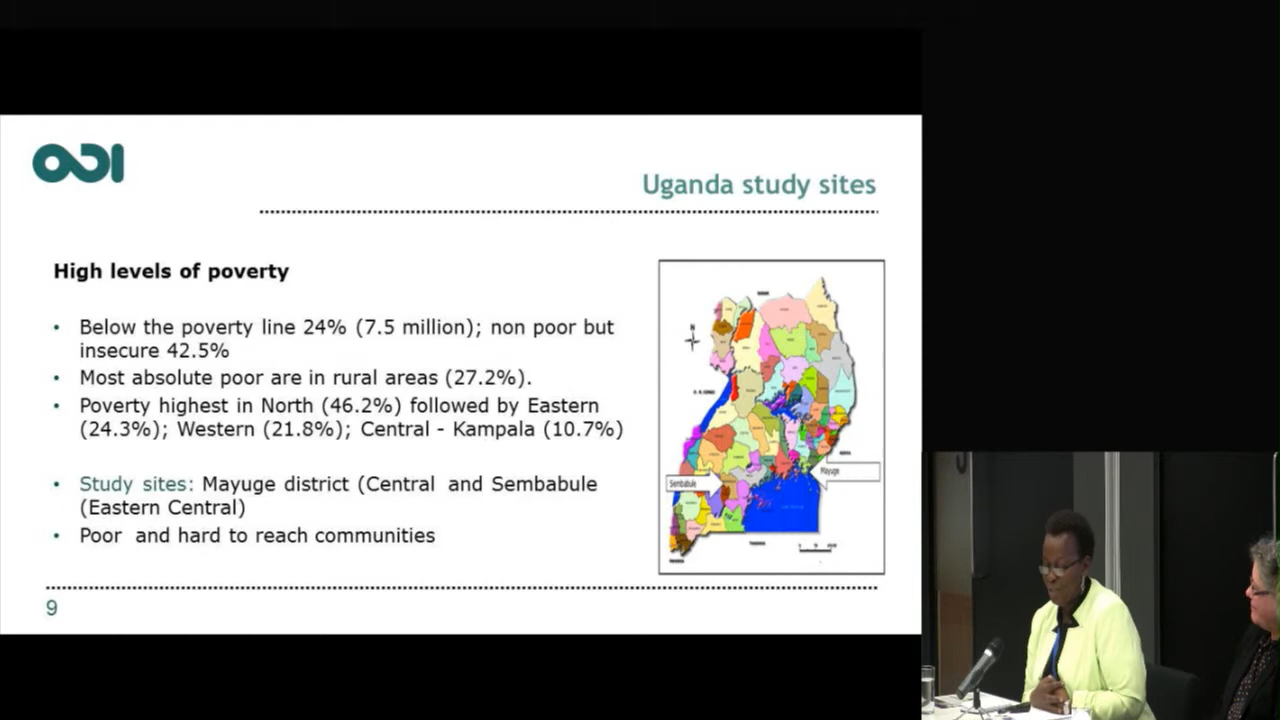 ODI
Uganda study sites
High levels of poverty
• Below the poverty line 24% (7.5 million); non poor but
insecure 42.5%
• Most absolute poor are in rural areas (27.2%).
• Poverty highest in North (46.2%) followed by Eastern
(24.3%); Western (21.8%); Central - Kampala (10.7%)
• Study sites: Mayuge district (Central and Sembabule
(Eastern Central)
• Poor and hard to reach communities
N
Mayuge
Sembabule
9